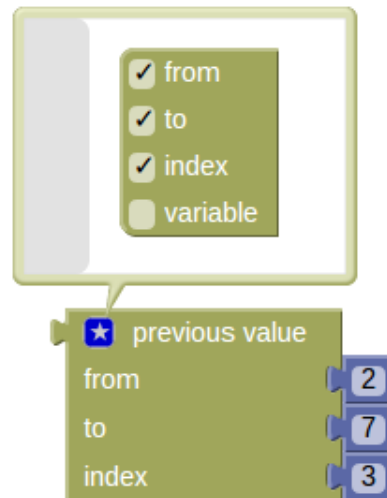 from
to
index
variable
previous value
from 2
to 7
index 3